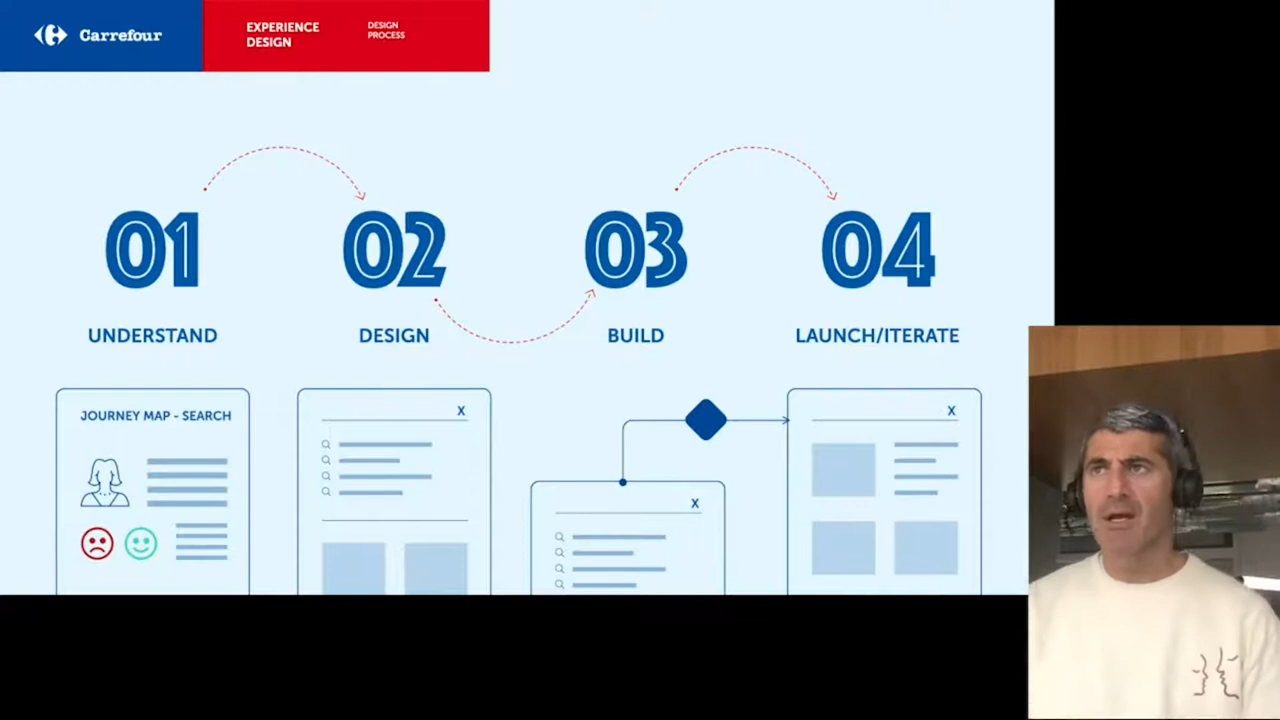 Carrefour
EXPERIENCE
DESIGN
DESIGN
PROCESS
01
02
03
04
UNDERSTAND
DESIGN
BUILD
LAUNCH/ITERATE
JOURNEY MAP - SEARCH
X
X
X